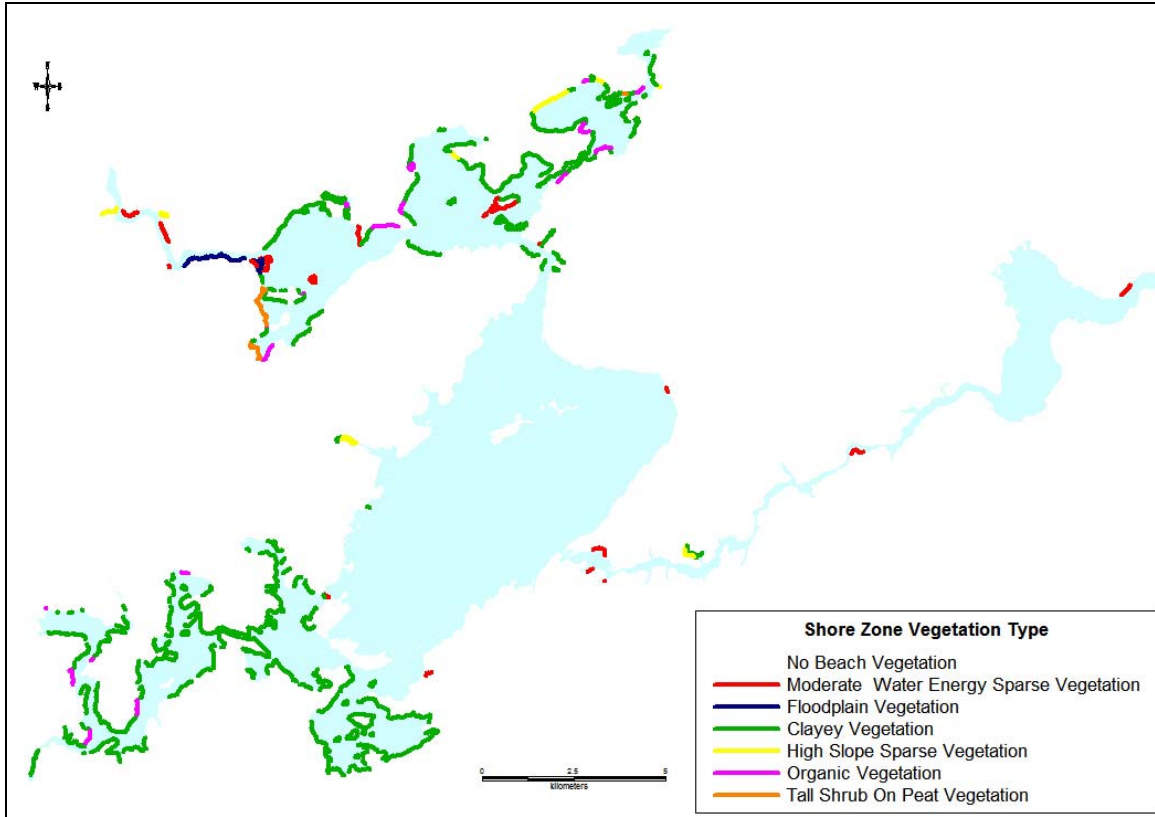 N
W E
S
Shore Zone Vegetation Type
No Beach Vegetation
Moderate Water Energy Sparse Vegetation
Floodplain Vegetation
Clayey Vegetation
High Slope Sparse Vegetation
Organic Vegetation
Tall Shrub On Peat Vegetation
0 2.5 5
kilometers